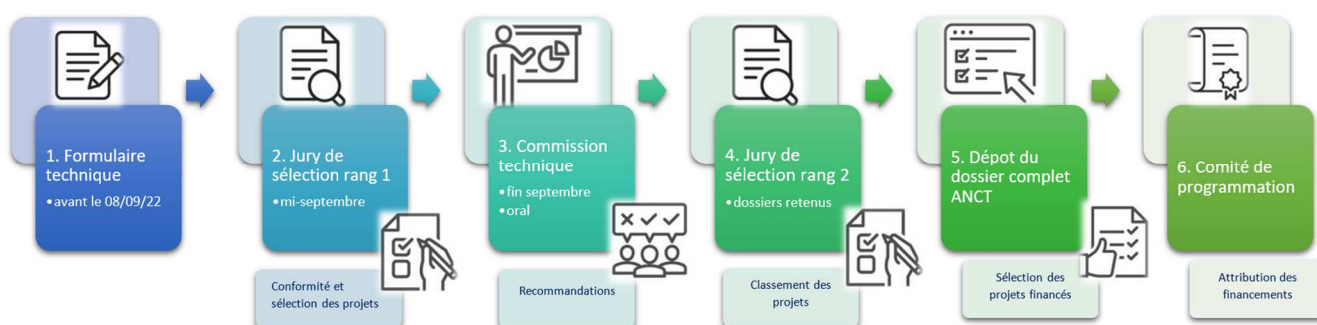 1. Formulaire
technique
•avant le 08/09/22
2. Jury de
sélection rang 1
•mi-septembre
Conformité et
sélection des projets
3. Commission
technique
•fin septembre
•oral
Recommandations
4. Jury de
sélection rang 2
•dossiers retenus
Classement des
projets
5. Dépot du
dossier complet
ANCT
Sélection des
projets financés
6. Comité de
programmation
Attribution des
financements